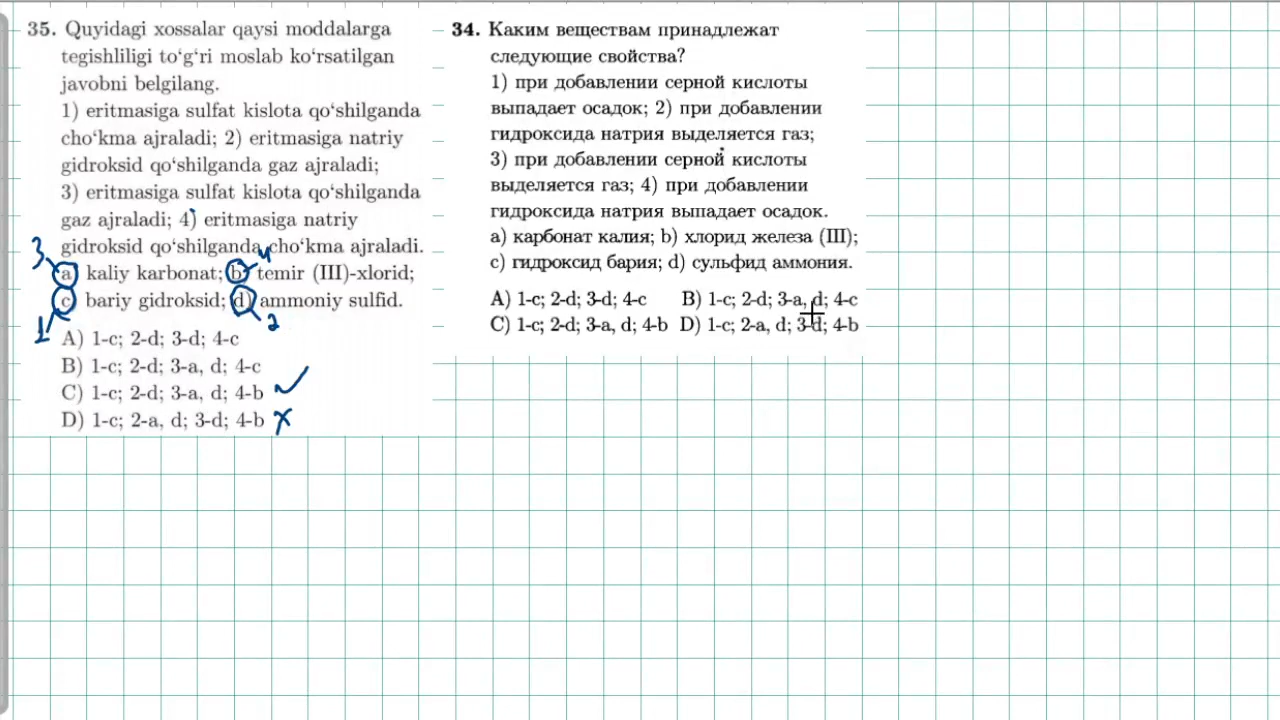 35. Quyidagi xossalar qaysi moddalarga
tegishliligi to‘g‘ri moslab ko‘rsatilgan
javobni belgilang.
1) eritmasiga sulfat kislota qo‘shilganda
cho‘kma ajraladi; 2) eritmasiga natriy
gidroksid qo‘shilganda gaz ajraladi;
3) eritmasiga sulfat kislota qo‘shilganda
gaz ajraladi; 4) eritmasiga natriy
gidroksid qo‘shilganda cho‘kma ajraladi.
3 4
a) kaliy karbonat; b) temir (III)-xlorid;
c) bariy gidroksid; d) ammoniy sulfid.
1 2
A) 1-c; 2-d; 3-d; 4-c
B) 1-c; 2-d; 3-a, d; 4-c
C) 1-c; 2-d; 3-a, d; 4-b ✓
D) 1-c; 2-a, d; 3-d; 4-b ×
34. Каким веществам принадлежат
следующие свойства?
1) при добавлении серной кислоты
выпадает осадок; 2) при добавлении
гидроксида натрия выделяется газ;
3) при добавлении серной кислоты
выделяется газ; 4) при добавлении
гидроксида натрия выпадает осадок.
a) карбонат калия; b) хлорид железа (III);
c) гидроксид бария; d) сульфид аммония.
A) 1-c; 2-d; 3-d; 4-c B) 1-c; 2-d; 3-a, d; 4-c
C) 1-c; 2-d; 3-a, d; 4-b D) 1-c; 2-a, d; 3-d; 4-b